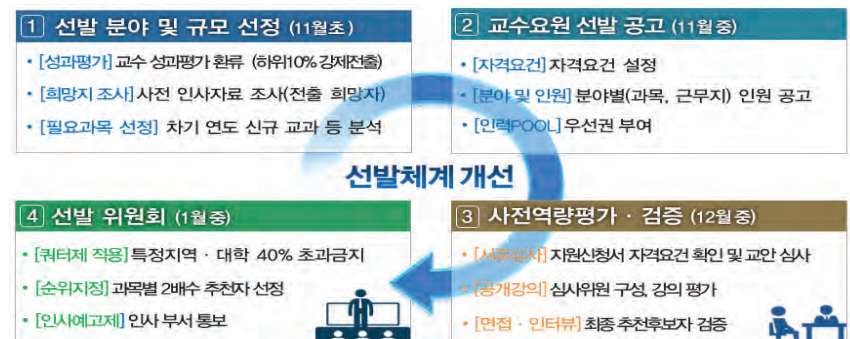 1 선발 분야 및 규모 선정 (11월초)
• [성과평가] 교수 성과평가 환류 (하위10% 강제전출)
• [희망지 조사] 사전 인사자료 조사(전출 희망자)
• [필요과목 선정] 차기 연도 신규 교과 등 분석
2 교수요원 선발 공고 (11월중)
• [자격요건] 자격요건 설정
• [분야 및 인원] 분야별(과목, 근무지) 인원 공고
• [인력POOL] 우선권 부여
선발체계 개선
4 선발 위원회 (1월중)
• [쿼터제 적용] 특정지역 · 대학 40% 초과금지
• [순위지정] 과목별 2배수 추천자 선정
• [인사예고제] 인사 부서 통보
3 사전역량평가 · 검증 (12월중)
• [서류심사] 지원신청서 자격요건 확인 및 교안 심사
• [공개강의] 심사위원 구성, 강의 평가
• [면접 · 인터뷰] 최종 추천후보자 검증